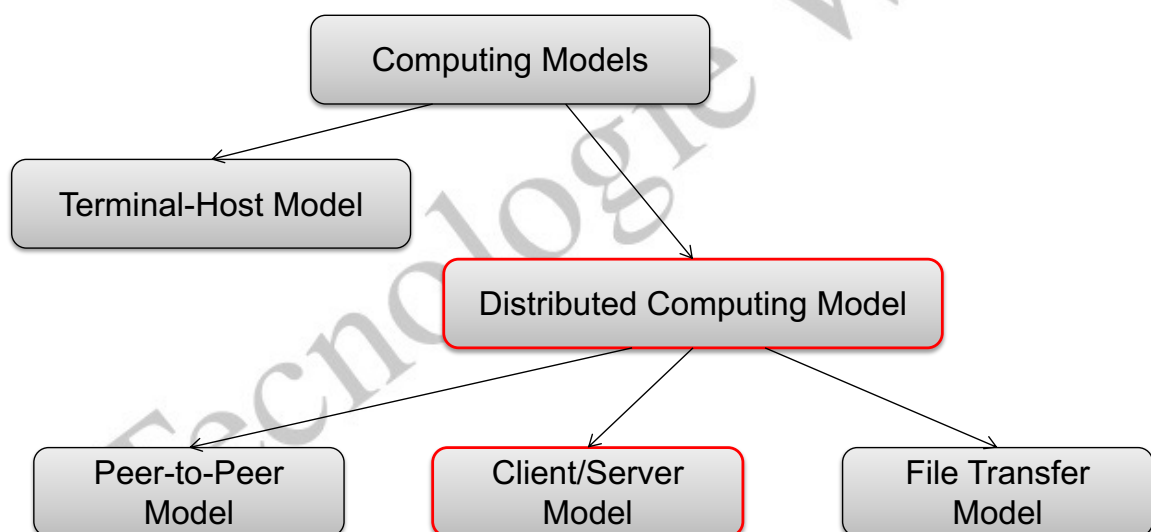 Computing Models
Terminal-Host Model
Distributed Computing Model
Peer-to-Peer
Model
Client/Server
Model
File Transfer
Model
Tecnologie